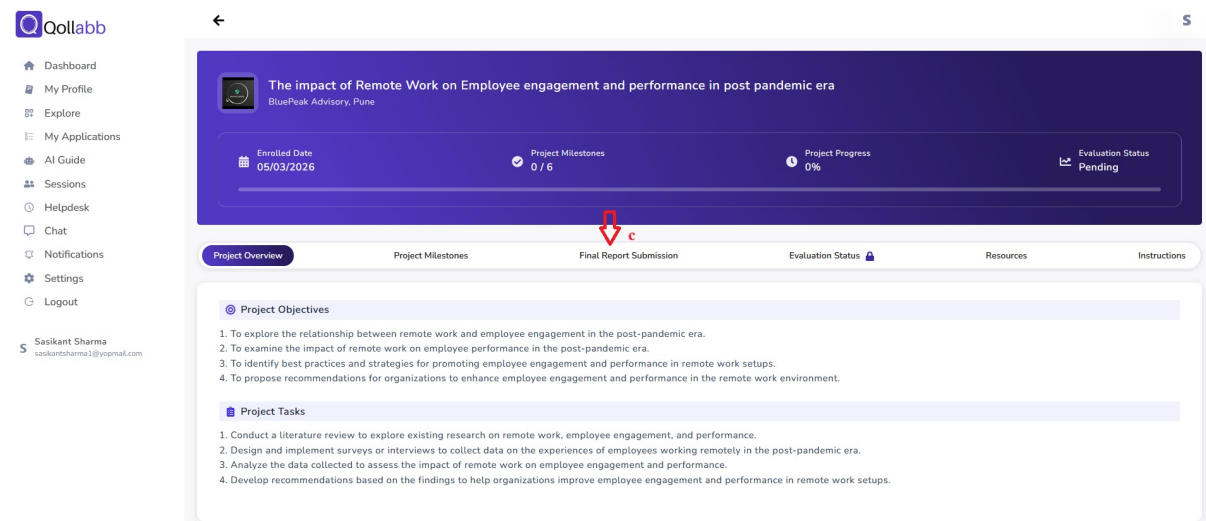 Qollabb
S
Dashboard
My Profile
Explore
My Applications
AI Guide
Sessions
Helpdesk
Chat
Notifications
Settings
Logout
S
Sasikant Sharma
sasikantsharma1@yopmail.com
The impact of Remote Work on Employee engagement and performance in post pandemic era
BluePeak Advisory, Pune
Enrolled Date
05/03/2026
Project Milestones
0 / 6
Project Progress
0%
Evaluation Status
Pending
c
Project Overview Project Milestones Final Report Submission Evaluation Status Resources Instructions
Project Objectives
1. To explore the relationship between remote work and employee engagement in the post-pandemic era.
2. To examine the impact of remote work on employee performance in the post-pandemic era.
3. To identify best practices and strategies for promoting employee engagement and performance in remote work setups.
4. To propose recommendations for organizations to enhance employee engagement and performance in the remote work environment.
Project Tasks
1. Conduct a literature review to explore existing research on remote work, employee engagement, and performance.
2. Design and implement surveys or interviews to collect data on the experiences of employees working remotely in the post-pandemic era.
3. Analyze the data collected to assess the impact of remote work on employee engagement and performance.
4. Develop recommendations based on the findings to help organizations improve employee engagement and performance in remote work setups.